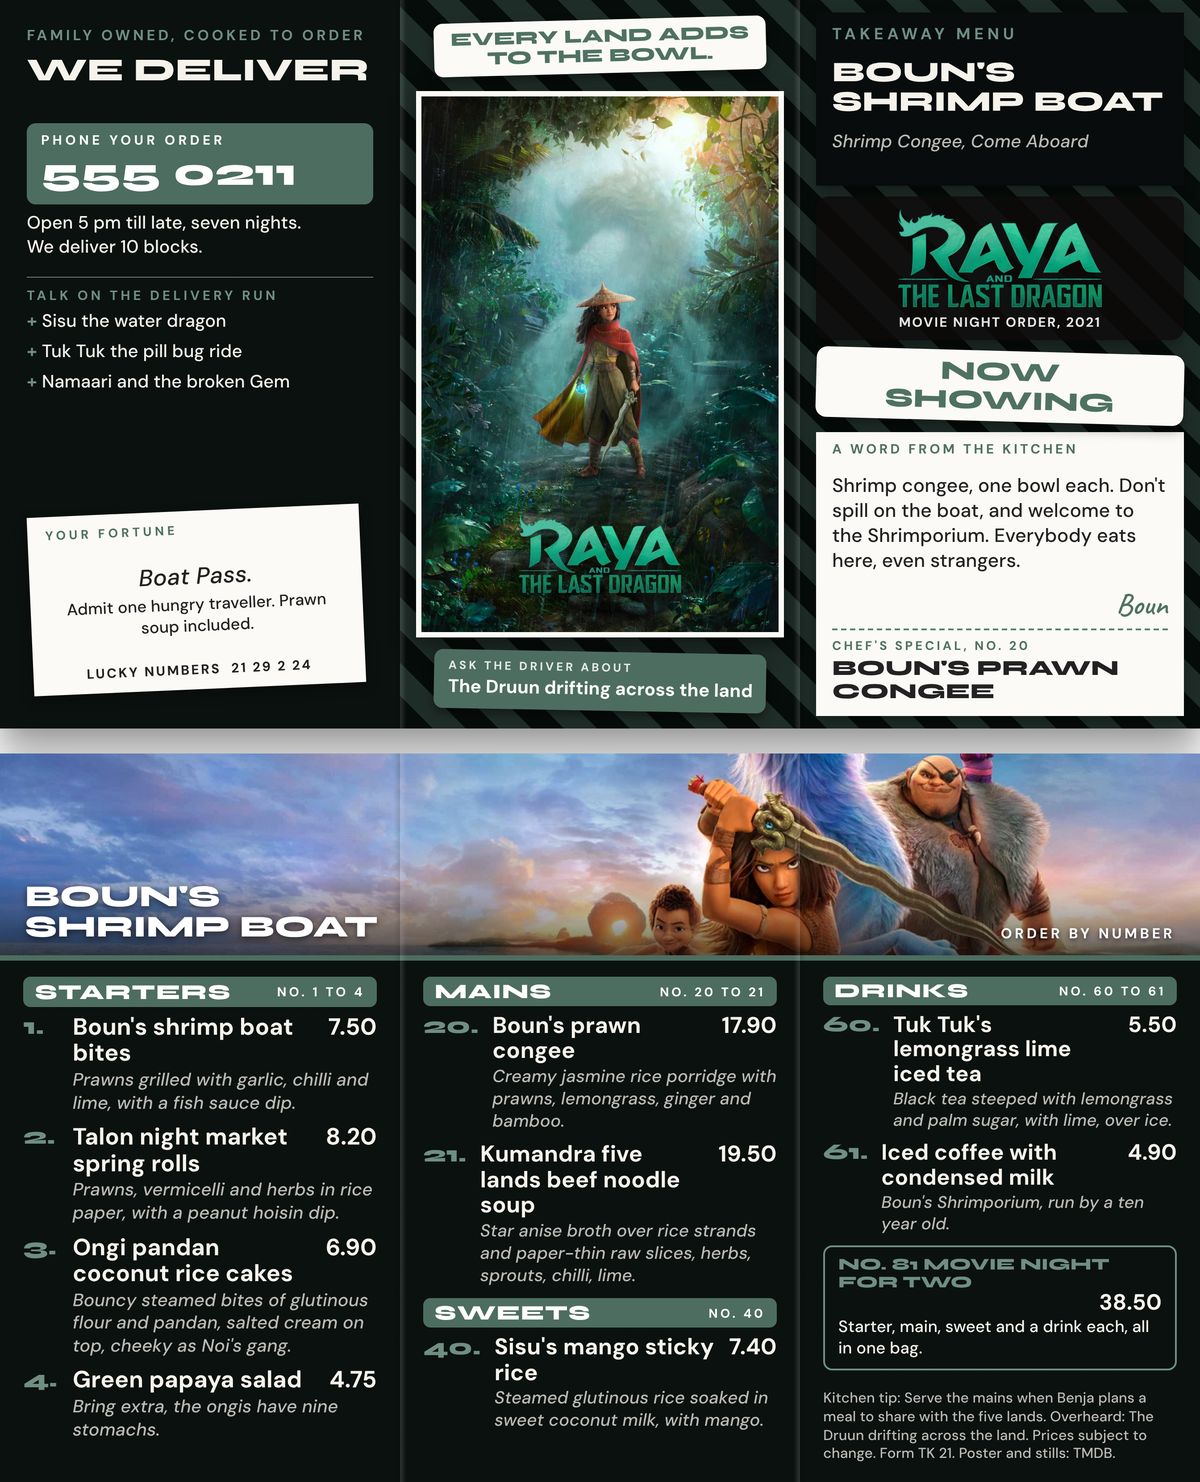 FAMILY OWNED, COOKED TO ORDER
WE DELIVER
PHONE YOUR ORDER
555 0211
Open 5 pm till late, seven nights.
We deliver 10 blocks.
TALK ON THE DELIVERY RUN
+ Sisu the water dragon
+ Tuk Tuk the pill bug ride
+ Namaari and the broken Gem
YOUR FORTUNE
Boat Pass.
Admit one hungry traveller. Prawn
soup included.
LUCKY NUMBERS 21 29 2 24
EVERY LAND ADDS
TO THE BOWL.
RAYA
AND
THE LAST DRAGON
ASK THE DRIVER ABOUT
The Druun drifting across the land
TAKEAWAY MENU
BOUN'S
SHRIMP BOAT
Shrimp Congee, Come Aboard
RAYA
AND
THE LAST DRAGON
MOVIE NIGHT ORDER, 2021
NOW
SHOWING
A WORD FROM THE KITCHEN
Shrimp congee, one bowl each. Don't
spill on the boat, and welcome to
the Shrimporium. Everybody eats
here, even strangers.
Boun
CHEF'S SPECIAL, NO. 20
BOUN'S PRAWN
CONGEE
BOUN'S
SHRIMP BOAT
ORDER BY NUMBER
STARTERS NO. 1 TO 4
1. Boun's shrimp boat 7.50
bites
Prawns grilled with garlic, chilli and
lime, with a fish sauce dip.
2. Talon night market 8.20
spring rolls
Prawns, vermicelli and herbs in rice
paper, with a peanut hoisin dip.
3. Ongi pandan 6.90
coconut rice cakes
Bouncy steamed bites of glutinous
flour and pandan, salted cream on
top, cheeky as Noi's gang.
4. Green papaya salad 4.75
Bring extra, the ongis have nine
stomachs.
MAINS NO. 20 TO 21
20. Boun's prawn 17.90
congee
Creamy jasmine rice porridge with
prawns, lemongrass, ginger and
bamboo.
21. Kumandra five 19.50
lands beef noodle
soup
Star anise broth over rice strands
and paper-thin raw slices, herbs,
sprouts, chilli, lime.
SWEETS NO. 40
40. Sisu's mango sticky 7.40
rice
Steamed glutinous rice soaked in
sweet coconut milk, with mango.
DRINKS NO. 60 TO 61
60. Tuk Tuk's 5.50
lemongrass lime
iced tea
Black tea steeped with lemongrass
and palm sugar, with lime, over ice.
61. Iced coffee with 4.90
condensed milk
Boun's Shrimporium, run by a ten
year old.
NO. 81 MOVIE NIGHT
FOR TWO
38.50
Starter, main, sweet and a drink each, all
in one bag.
Kitchen tip: Serve the mains when Benja plans a
meal to share with the five lands. Overheard: The
Druun drifting across the land. Prices subject to
change. Form TK 21. Poster and stills: TMDB.